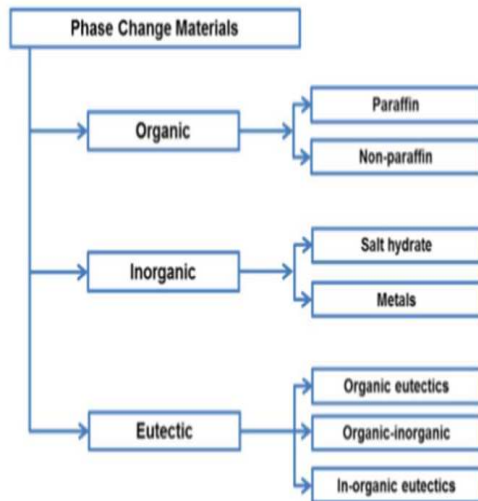 Phase Change Materials
Organic
Paraffin
Non-paraffin
Inorganic
Salt hydrate
Metals
Eutectic
Organic eutectics
Organic-inorganic
In-organic eutectics